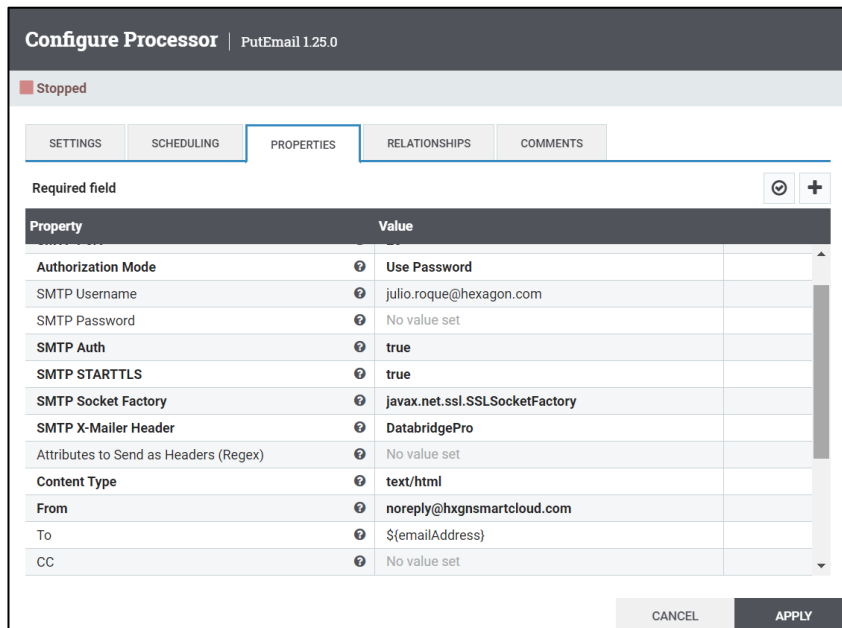 Configure Processor | PutEmail 1.25.0
Stopped
SETTINGS SCHEDULING PROPERTIES RELATIONSHIPS COMMENTS
Required field
Property Value
Authorization Mode Use Password
SMTP Username julio.roque@hexagon.com
SMTP Password No value set
SMTP Auth true
SMTP STARTTLS true
SMTP Socket Factory javax.net.ssl.SSLSocketFactory
SMTP X-Mailer Header DatabridgePro
Attributes to Send as Headers (Regex) No value set
Content Type text/html
From noreply@hxgnsmartcloud.com
To ${emailAddress}
CC No value set
CANCEL APPLY